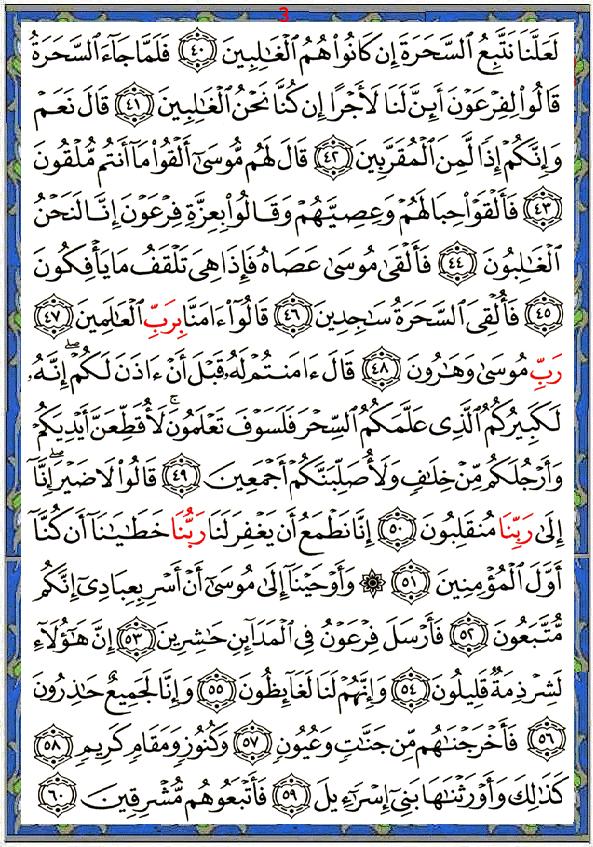 3
لَعَلَّنَا نَتَّبِعُ ٱلسَّحَرَةَ إِن كَانُوا۟ هُمُ ٱلْغَٰلِبِينَ ٤٠ فَلَمَّا جَآءَ ٱلسَّحَرَةُ
قَالُوا۟ لِفِرْعَوْنَ أَئِنَّ لَنَا لَأَجْرًا إِن كُنَّا نَحْنُ ٱلْغَٰلِبِينَ ٤١ قَالَ نَعَمْ
وَإِنَّكُمْ إِذًا لَّمِنَ ٱلْمُقَرَّبِينَ ٤٢ قَالَ لَهُم مُّوسَىٰٓ أَلْقُوا۟ مَآ أَنتُم مُّلْقُونَ
٤٣ فَأَلْقَوْا۟ حِبَالَهُمْ وَعِصِيَّهُمْ وَقَالُوا۟ بِعِزَّةِ فِرْعَوْنَ إِنَّا لَنَحْنُ
ٱلْغَٰلِبُونَ ٤٤ فَأَلْقَىٰ مُوسَىٰ عَصَاهُ فَإِذَا هِىَ تَلْقَفُ مَا يَأْفِكُونَ
٤٥ فَأُلْقِىَ ٱلسَّحَرَةُ سَٰجِدِينَ ٤٦ قَالُوٓا۟ ءَامَنَّا بِرَبِّ ٱلْعَٰلَمِينَ ٤٧
رَبِّ مُوسَىٰ وَهَٰرُونَ ٤٨ قَالَ ءَامَنتُمْ لَهُۥ قَبْلَ أَنْ ءَاذَنَ لَكُمْ ۖ إِنَّهُۥ
لَكَبِيرُكُمُ ٱلَّذِى عَلَّمَكُمُ ٱلسِّحْرَ فَلَسَوْفَ تَعْلَمُونَ ۚ لَأُقَطِّعَنَّ أَيْدِيَكُمْ
وَأَرْجُلَكُم مِّنْ خِلَٰفٍ وَلَأُصَلِّبَنَّكُمْ أَجْمَعِينَ ٤٩ قَالُوا۟ لَا ضَيْرَ ۖ إِنَّآ
إِلَىٰ رَبِّنَا مُنقَلِبُونَ ٥٠ إِنَّا نَطْمَعُ أَن يَغْفِرَ لَنَا رَبُّنَا خَطَٰيَٰنَآ أَن كُنَّآ
أَوَّلَ ٱلْمُؤْمِنِينَ ٥١ ۞ وَأَوْحَيْنَآ إِلَىٰ مُوسَىٰٓ أَنْ أَسْرِ بِعِبَادِىٓ إِنَّكُم
مُّتَّبَعُونَ ٥٢ فَأَرْسَلَ فِرْعَوْنُ فِى ٱلْمَدَآئِنِ حَٰشِرِينَ ٥٣ إِنَّ هَٰٓؤُلَآءِ
لَشِرْذِمَةٌ قَلِيلُونَ ٥٤ وَإِنَّهُمْ لَنَا لَغَآئِظُونَ ٥٥ وَإِنَّا لَجَمِيعٌ حَٰذِرُونَ
٥٦ فَأَخْرَجْنَٰهُم مِّن جَنَّٰتٍ وَعُيُونٍ ٥٧ وَكُنُوزٍ وَمَقَامٍ كَرِيمٍ ٥٨
كَذَٰلِكَ وَأَوْرَثْنَٰهَا بَنِىٓ إِسْرَٰٓءِيلَ ٥٩ فَأَتْبَعُوهُم مُّشْرِقِينَ ٦٠